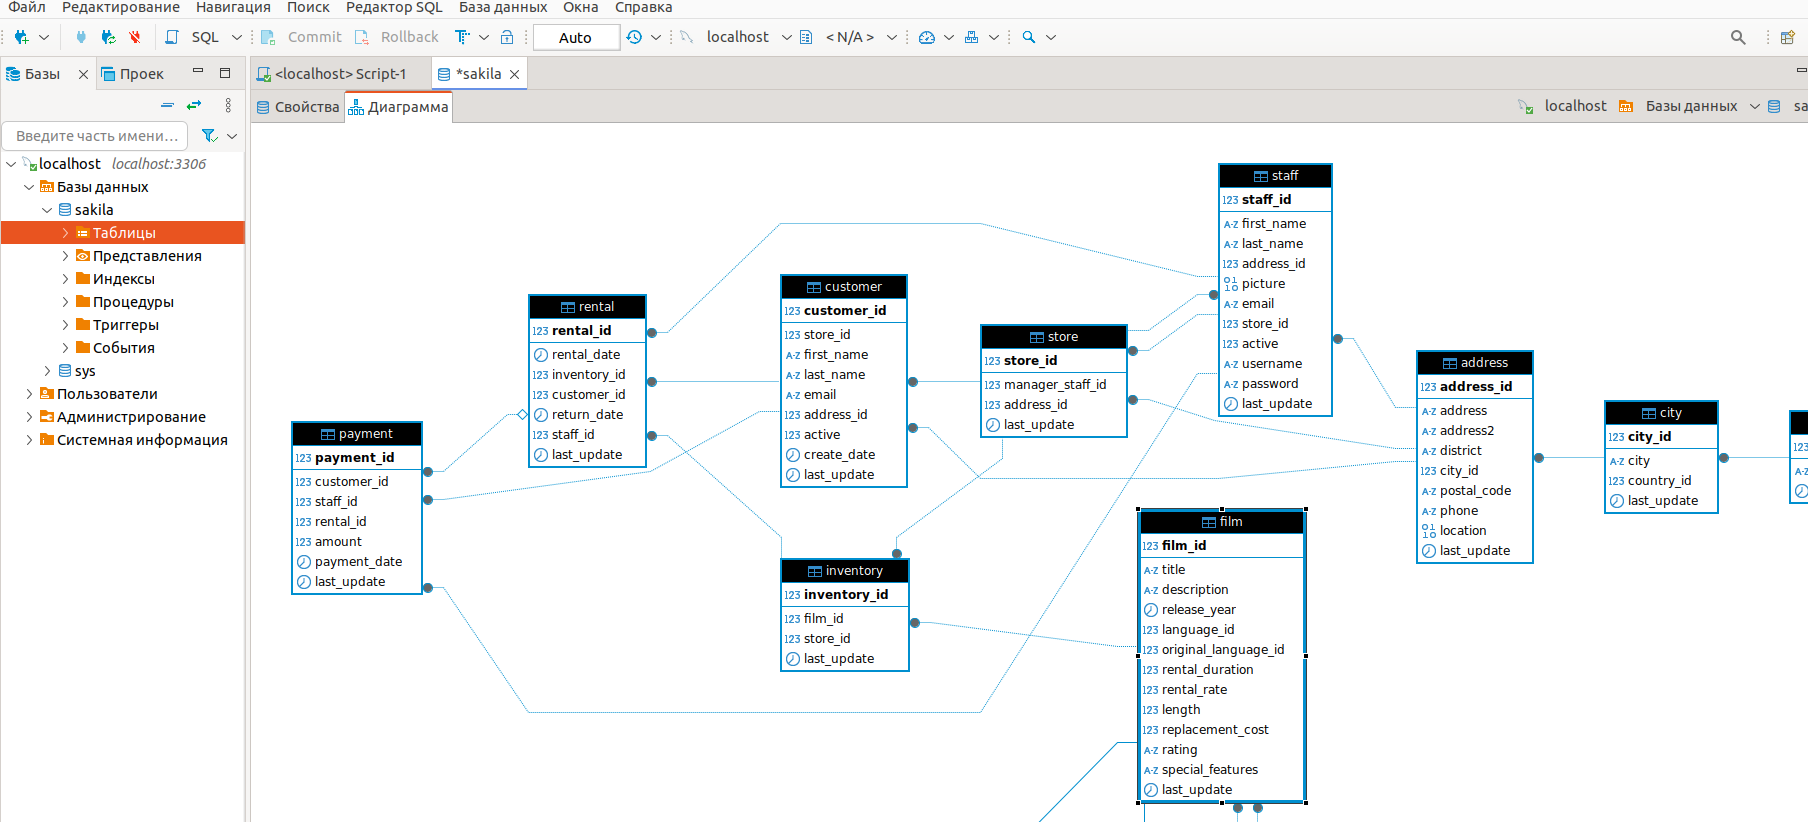 Файл Редактирование Навигация Поиск Редактор SQL База данных Окна Справка
SQL Commit Rollback Auto localhost < N/A >
Базы Проек
<localhost> Script-1 *sakila
Свойства Диаграмма
localhost Базы данных sa
Введите часть имени...
localhost localhost:3306
Базы данных
sakila
Таблицы
Представления
Индексы
Процедуры
Триггеры
События
sys
Пользователи
Администрирование
Системная информация
payment
123 payment_id
123 customer_id
123 staff_id
123 rental_id
123 amount
payment_date
last_update
rental
123 rental_id
rental_date
123 inventory_id
123 customer_id
return_date
123 staff_id
last_update
customer
123 customer_id
123 store_id
A-Z first_name
A-Z last_name
A-Z email
123 address_id
123 active
create_date
last_update
inventory
123 inventory_id
123 film_id
123 store_id
last_update
store
123 store_id
123 manager_staff_id
123 address_id
last_update
staff
123 staff_id
A-Z first_name
A-Z last_name
123 address_id
picture
A-Z email
123 store_id
123 active
A-Z username
A-Z password
last_update
film
123 film_id
A-Z title
A-Z description
release_year
123 language_id
123 original_language_id
123 rental_duration
123 rental_rate
123 length
123 replacement_cost
A-Z rating
A-Z special_features
last_update
address
123 address_id
A-Z address
A-Z address2
A-Z district
123 city_id
A-Z postal_code
A-Z phone
location
last_update
city
123 city_id
A-Z city
123 country_id
last_update
123